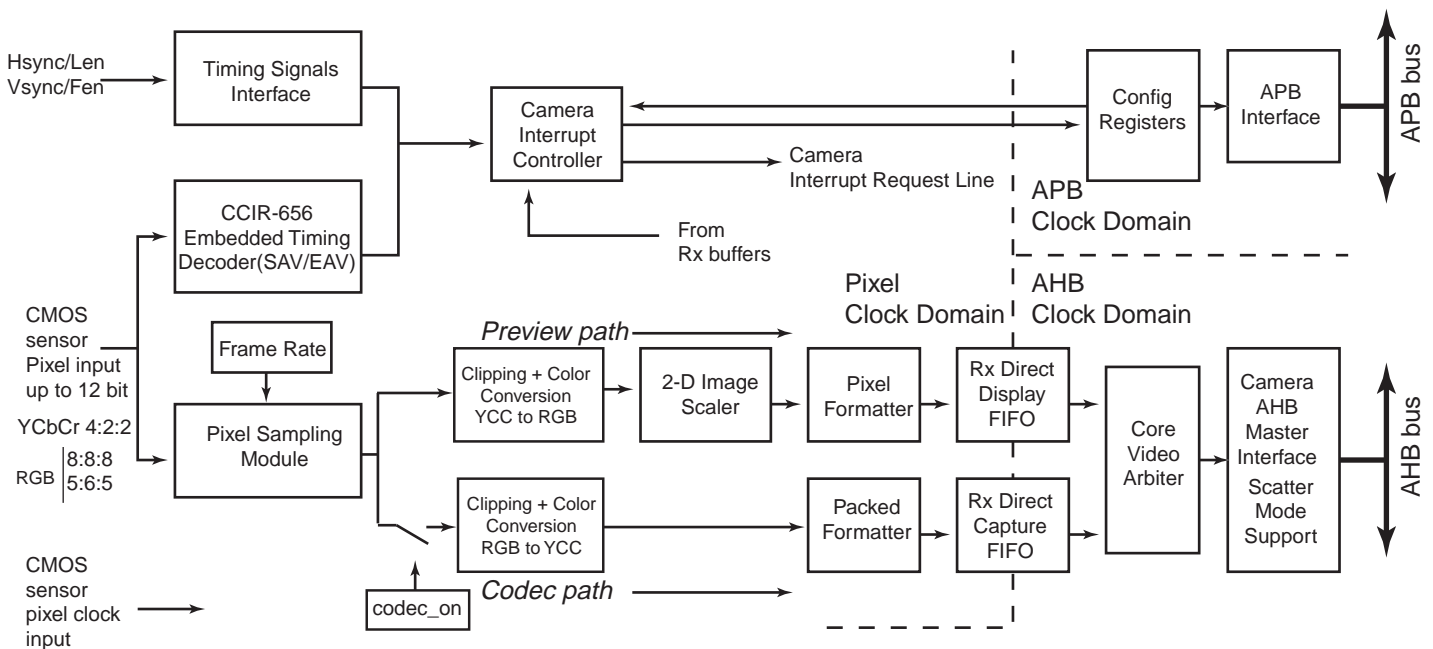 Hsync/Len
Vsync/Fen
Timing Signals
Interface
Camera
Interrupt
Controller
Config
Registers
APB
Interface
APB bus
Camera
Interrupt Request Line
APB
Clock Domain
CCIR-656
Embedded Timing
Decoder(SAV/EAV)
From
Rx buffers
Pixel
Clock Domain
AHB
Clock Domain
CMOS
sensor
Pixel input
up to 12 bit
YCbCr 4:2:2
RGB
8:8:8
5:6:5
Frame Rate
Pixel Sampling
Module
Preview path
Clipping + Color
Conversion
YCC to RGB
2-D Image
Scaler
Pixel
Formatter
Rx Direct
Display
FIFO
Core
Video
Arbiter
Camera
AHB
Master
Interface
Scatter
Mode
Support
AHB bus
Clipping + Color
Conversion
RGB to YCC
Packed
Formatter
Rx Direct
Capture
FIFO
Codec path
codec_on
CMOS
sensor
pixel clock
input